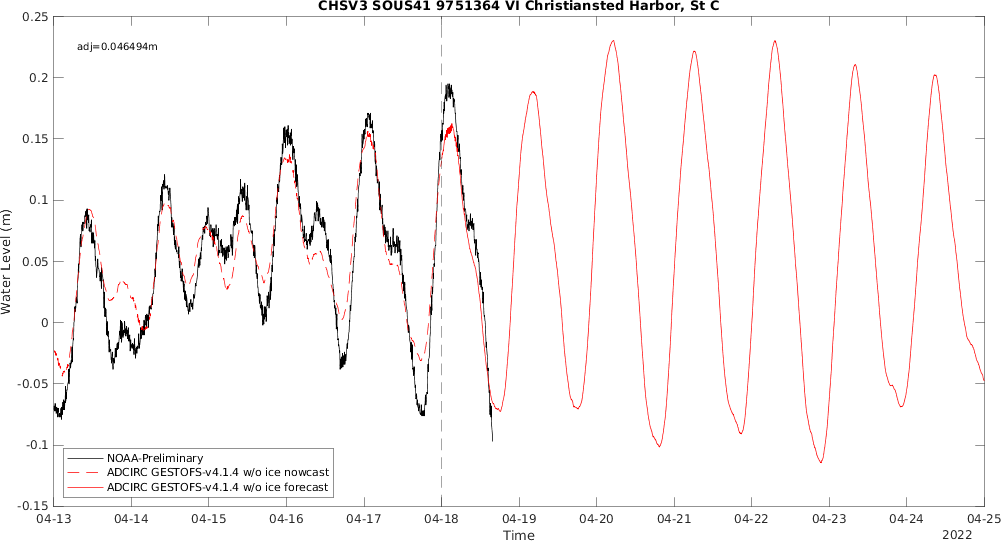 CHSV3 SOUS41 9751364 VI Christiansted Harbor, St C
adj=0.046494m
0.25
0.2
0.15
0.1
0.05
0
-0.05
-0.1
-0.15
Water Level (m)
NOAA-Preliminary
ADCIRC GESTOFS-v4.1.4 w/o ice nowcast
ADCIRC GESTOFS-v4.1.4 w/o ice forecast
04-13 04-14 04-15 04-16 04-17 04-18 04-19 04-20 04-21 04-22 04-23 04-24 04-25
Time
2022